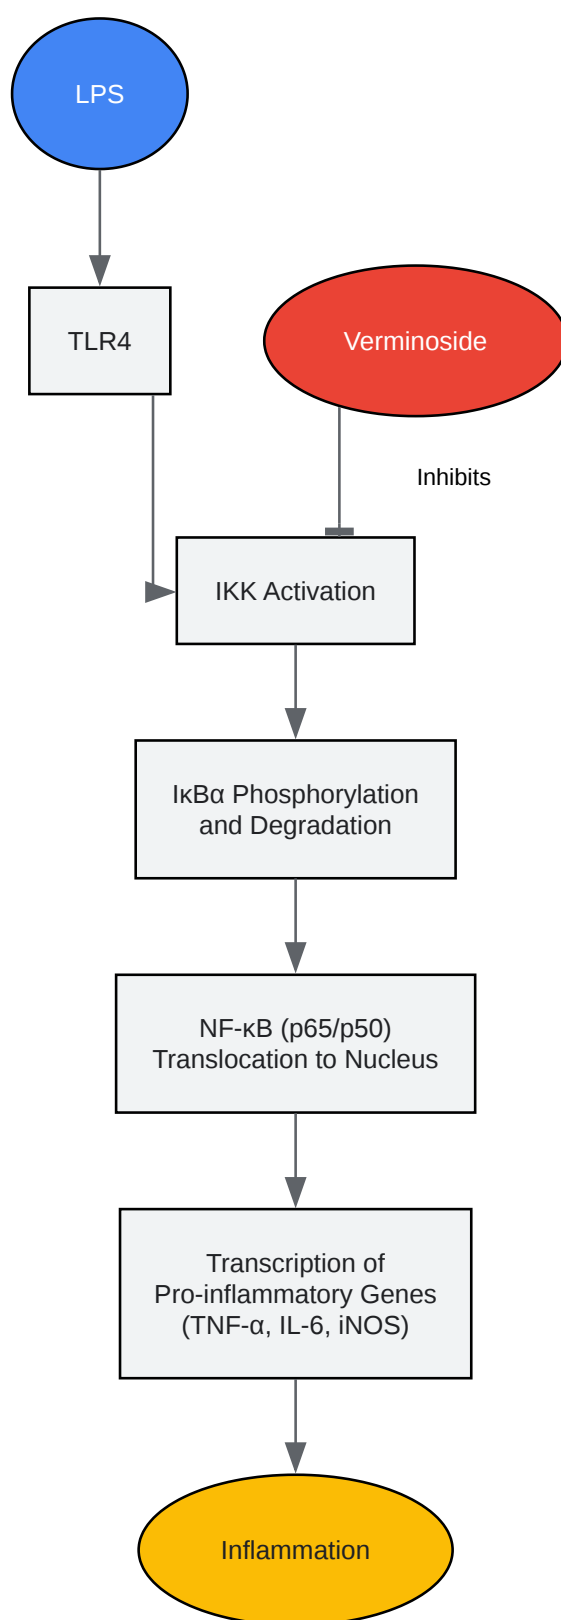 LPS
TLR4
Verminoside
Inhibits
IKK Activation
IκBα Phosphorylation
and Degradation
NF-κB (p65/p50)
Translocation to Nucleus
Transcription of
Pro-inflammatory Genes
(TNF-α, IL-6, iNOS)
Inflammation